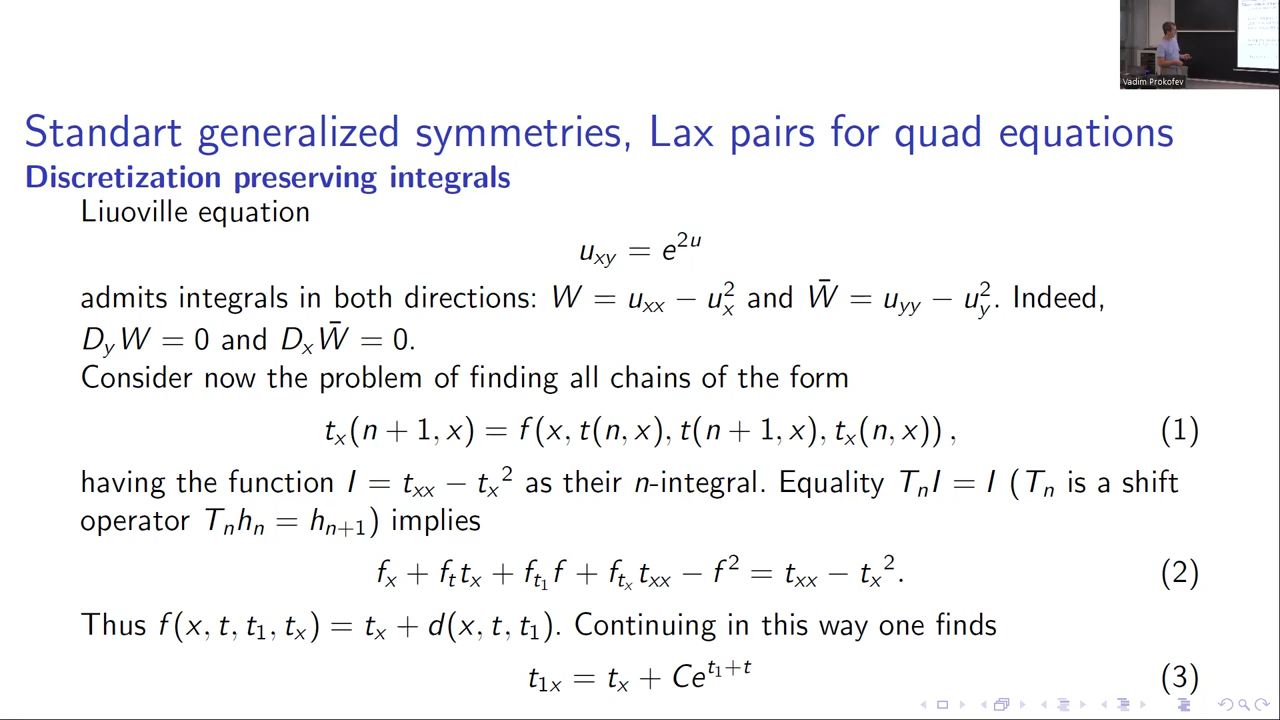 Vadim Prokofev
Standart generalized symmetries, Lax pairs for quad equations
Discretization preserving integrals
Liuoville equation
u_{xy} = e^{2u}
admits integrals in both directions: W = u_{xx} − u_x^2 and W̄ = u_{yy} − u_y^2. Indeed,
D_y W = 0 and D_x W̄ = 0.
Consider now the problem of finding all chains of the form
t_x(n + 1, x) = f(x, t(n, x), t(n + 1, x), t_x(n, x)) , (1)
having the function I = t_{xx} − t_x^2 as their n-integral. Equality T_n I = I (T_n is a shift
operator T_n h_n = h_{n+1}) implies
f_x + f_t t_x + f_{t_1} f + f_{t_x} t_{xx} − f^2 = t_{xx} − t_x^2. (2)
Thus f(x, t, t_1, t_x) = t_x + d(x, t, t_1). Continuing in this way one finds
t_{1x} = t_x + Ce^{t_1+t} (3)